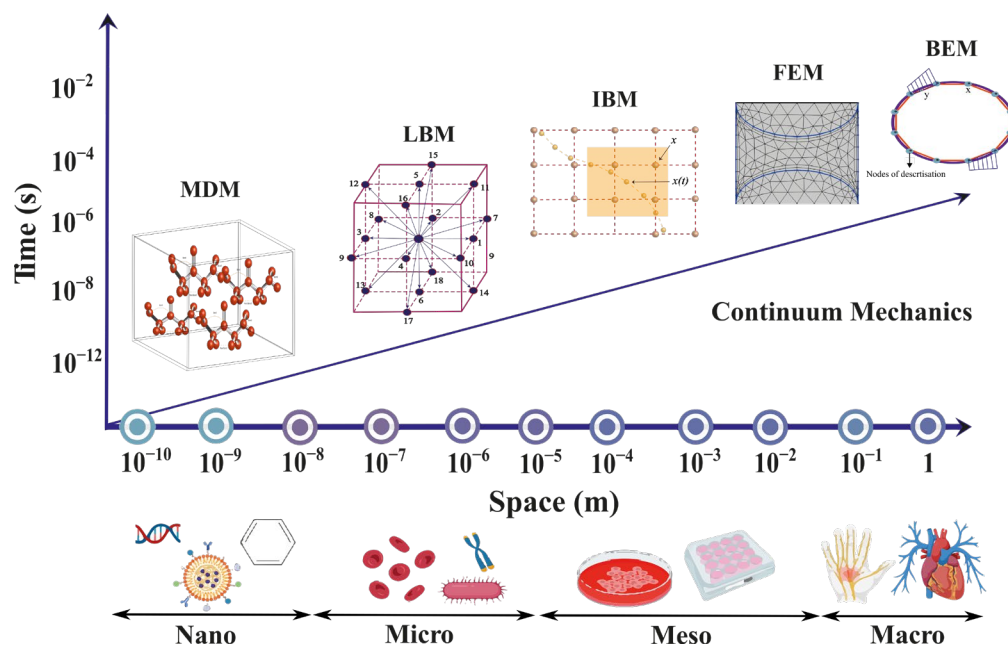 BEM
FEM
IBM
LBM
MDM
y
x
Nodes of descrtisation
x
x(t)
15
5
12
11
16
2
8
7
3
1
9
4
10
9
18
13
6
14
17
Time (s)
10⁻²
10⁻⁴
10⁻⁶
10⁻⁸
10⁻¹²
Continuum Mechanics
10⁻¹⁰ 10⁻⁹ 10⁻⁸ 10⁻⁷ 10⁻⁶ 10⁻⁵ 10⁻⁴ 10⁻³ 10⁻² 10⁻¹ 1
Space (m)
Nano Micro Meso Macro